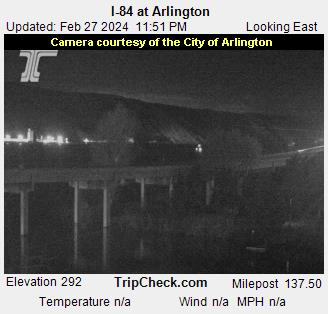 I-84 at Arlington
Updated: Feb 27 2024 11:51 PM Looking East
Camera courtesy of the City of Arlington
Elevation 292 TripCheck.com Milepost 137.50
Temperature n/a Wind n/a MPH n/a